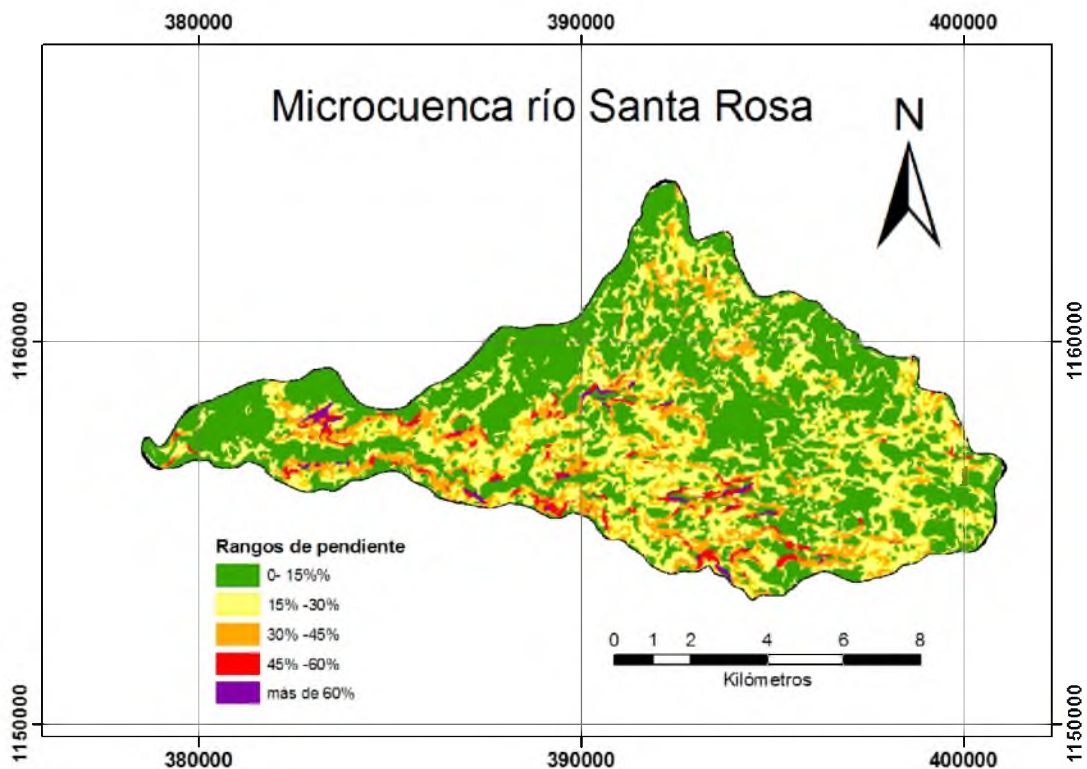 380000 390000 400000
Microcuenca río Santa Rosa
N
1160000 1160000
Rangos de pendiente
0- 15%%
15% -30%
30% -45%
45% -60%
más de 60%
0 1 2 4 6 8
Kilómetros
1150000 1150000
380000 390000 400000